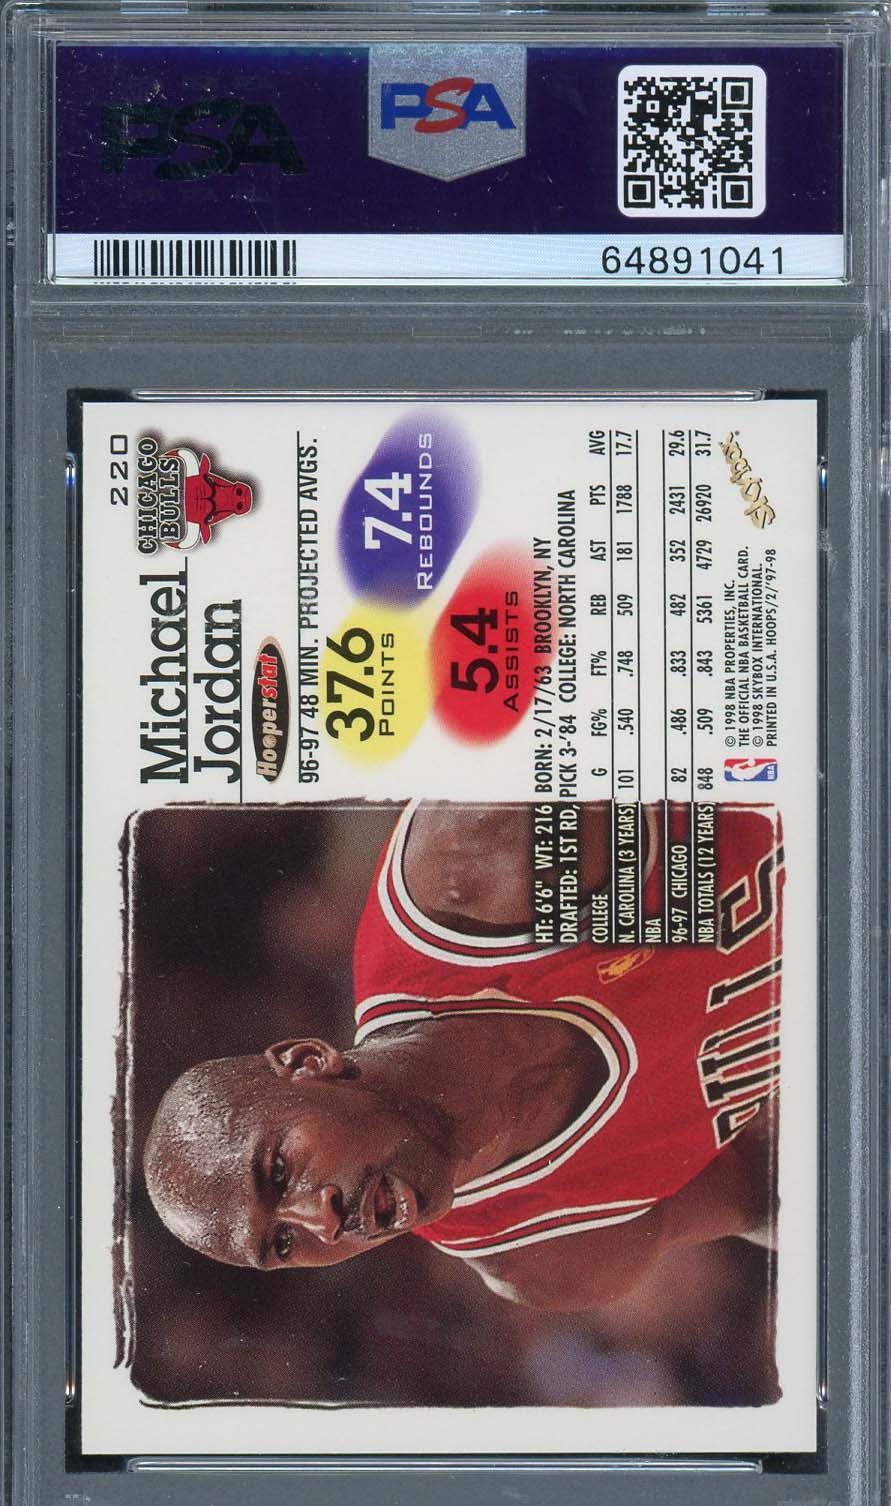 PSA
PSA
64891041
220
CHICAGO
BULLS
Michael
Jordan
Hooperstat
96-97 48 MIN. PROJECTED AVGS.
37.6
POINTS
7.4
REBOUNDS
5.4
ASSISTS
HT: 6'6" WT: 216 BORN: 2/17/63 BROOKLYN, NY
DRAFTED: 1ST RD, PICK 3-'84 COLLEGE: NORTH CAROLINA
COLLEGE G FG% FT% REB AST PTS AVG
N. CAROLINA (3 YEARS) 101 .540 .748 509 181 1788 17.7
NBA
96-97 CHICAGO 82 .486 .833 482 352 2431 29.6
NBA TOTALS (12 YEARS) 848 .509 .843 5361 4729 26920 31.7
NBA
© 1998 NBA PROPERTIES, INC.
THE OFFICIAL NBA BASKETBALL CARD.
© 1998 SKYBOX INTERNATIONAL.
PRINTED IN U.S.A. HOOPS/2/'97-98
SkyBox
BULLS